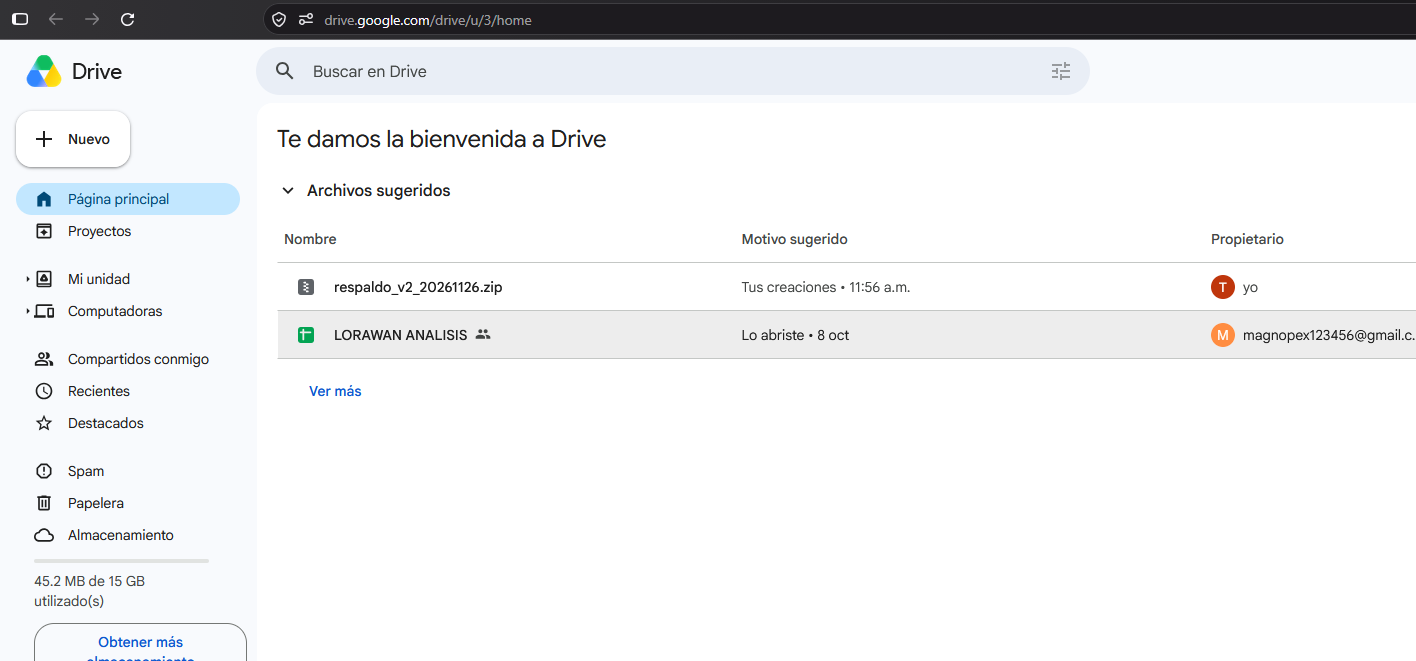 drive.google.com/drive/u/3/home
Drive
Buscar en Drive
Nuevo
Te damos la bienvenida a Drive
Página principal
Archivos sugeridos
Proyectos
Nombre Motivo sugerido Propietario
Mi unidad
respaldo_v2_20261126.zip Tus creaciones • 11:56 a.m. T yo
Computadoras
LORAWAN ANALISIS Lo abriste • 8 oct M magnopex123456@gmail.c.
Compartidos conmigo
Recientes
Ver más
Destacados
Spam
Papelera
Almacenamiento
45.2 MB de 15 GB
utilizado(s)
Obtener más
almacenamiento